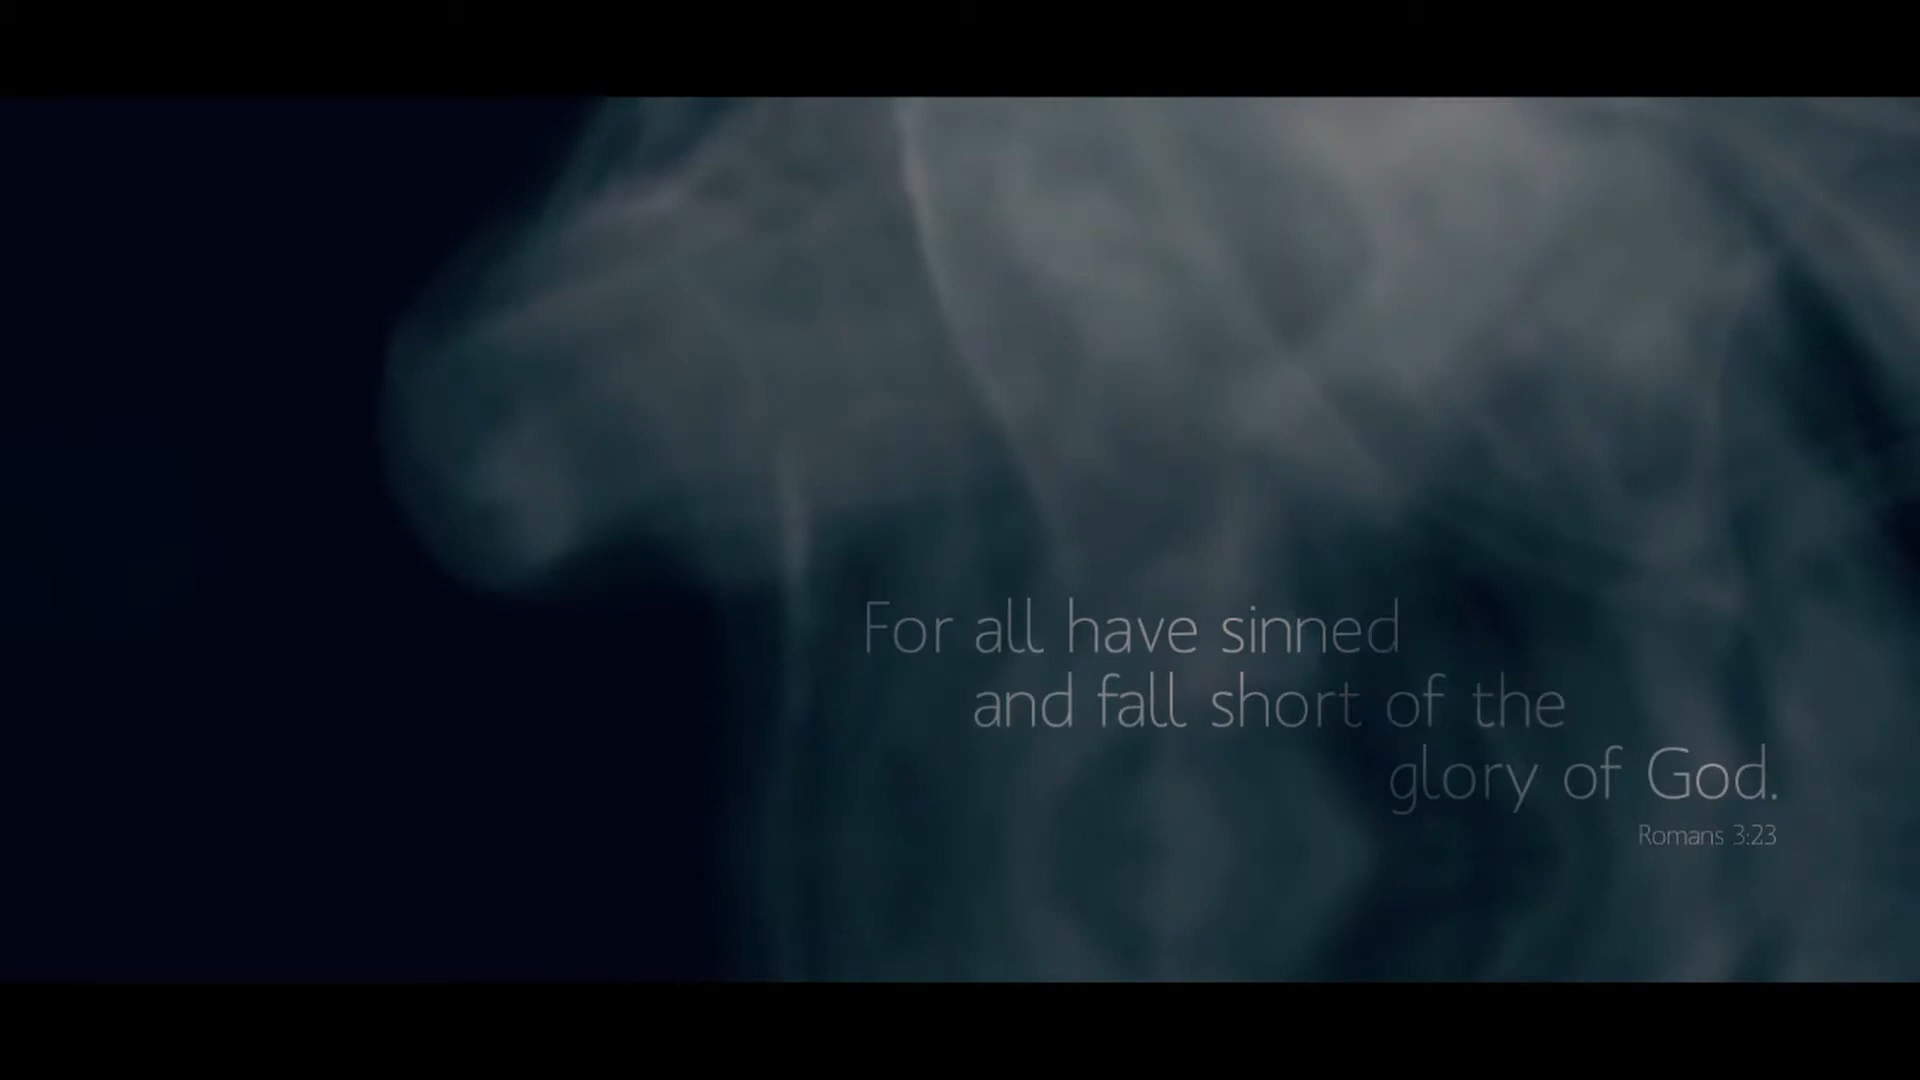 For all have sinned
and fall short of the
glory of God.
Romans 3:23